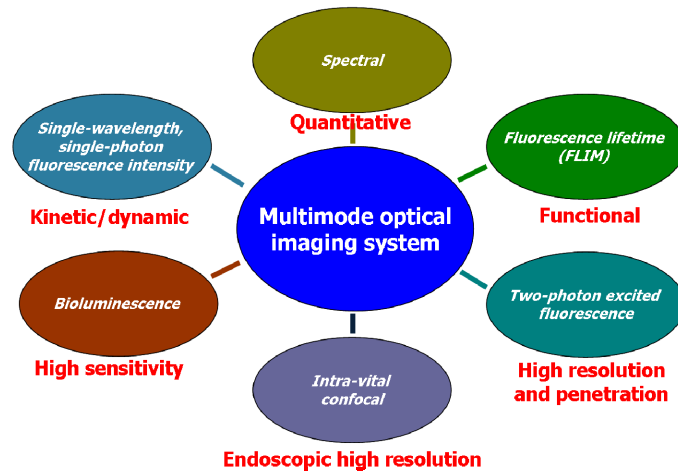 Spectral
Quantitative
Single-wavelength,
single-photon
fluorescence intensity
Kinetic/dynamic
Fluorescence lifetime
(FLIM)
Functional
Multimode optical
imaging system
Bioluminescence
High sensitivity
Two-photon excited
fluorescence
High resolution
and penetration
Intra-vital
confocal
Endoscopic high resolution